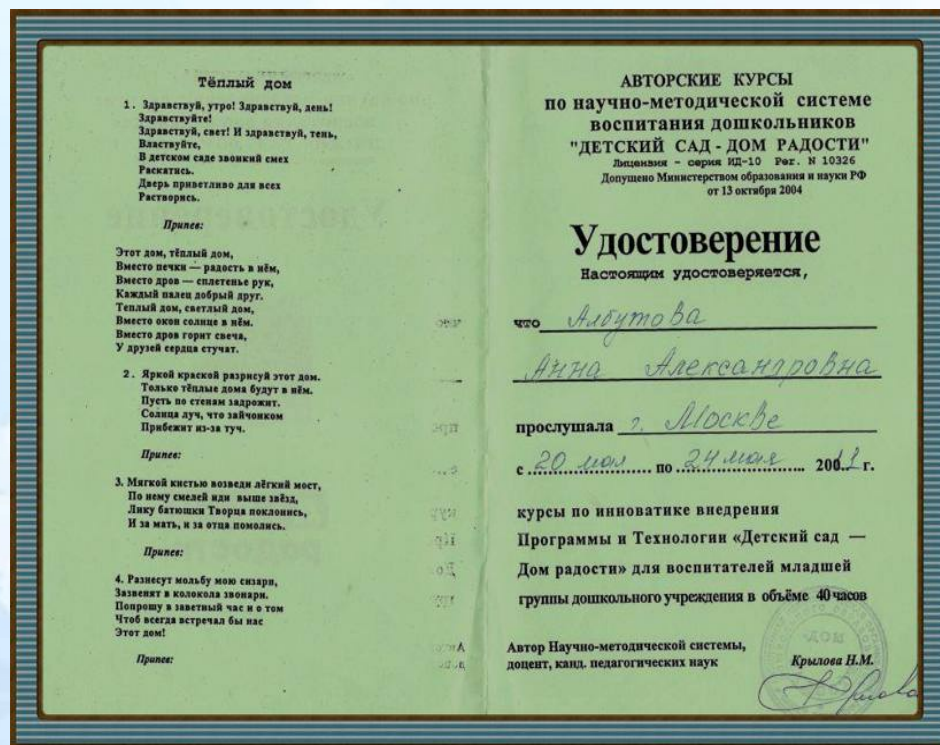 Тёплый дом
1. Здравствуй, утро! Здравствуй, день!
Здравствуйте!
Здравствуй, свет! И здравствуй, тень,
Властвуйте,
В детском саде звонкий смех
Раскатись.
Дверь приветливо для всех
Растворись.
Припев:
Этот дом, тёплый дом,
Вместо печки — радость в нём,
Вместо дров — сплетенье рук,
Каждый палец добрый друг.
Теплый дом, светлый дом,
Вместо окон солнце в нём.
Вместо дров горит свеча,
У друзей сердца стучат.
2. Яркой краской разрисуй этот дом.
Только тёплые дома будут в нём.
Пусть по стенам задрожит.
Солнца луч, что зайчонком
Прибежит из-за туч.
Припев:
3. Мягкой кистью возведи лёгкий мост,
По нему смелей иди выше звёзд,
Лику батюшки Творца поклонись,
И за мать, и за отца помолись.
Припев:
4. Разнесут мольбу мою сизари,
Зазвенят в колокола звонари.
Попрошу в заветный час и о том
Чтоб всегда встречал бы нас
Этот дом!
Припев:
АВТОРСКИЕ КУРСЫ
по научно-методической системе
воспитания дошкольников
"ДЕТСКИЙ САД - ДОМ РАДОСТИ"
Лицензия - серия ИД-10 Рег. N 10326
Допущено Министерством образования и науки РФ
от 13 октября 2004
Удостоверение
Настоящим удостоверяется,
что Албутова
Анна Александровна
прослушала г. Москве
с 20 мая по 24 мая г.
курсы по инноватике внедрения
Программы и Технологии «Детский сад —
Дом радости» для воспитателей младшей
группы дошкольного учреждения в объёме 40 часов
Автор Научно-методической системы,
доцент, канд. педагогических наук Крылова Н.М.